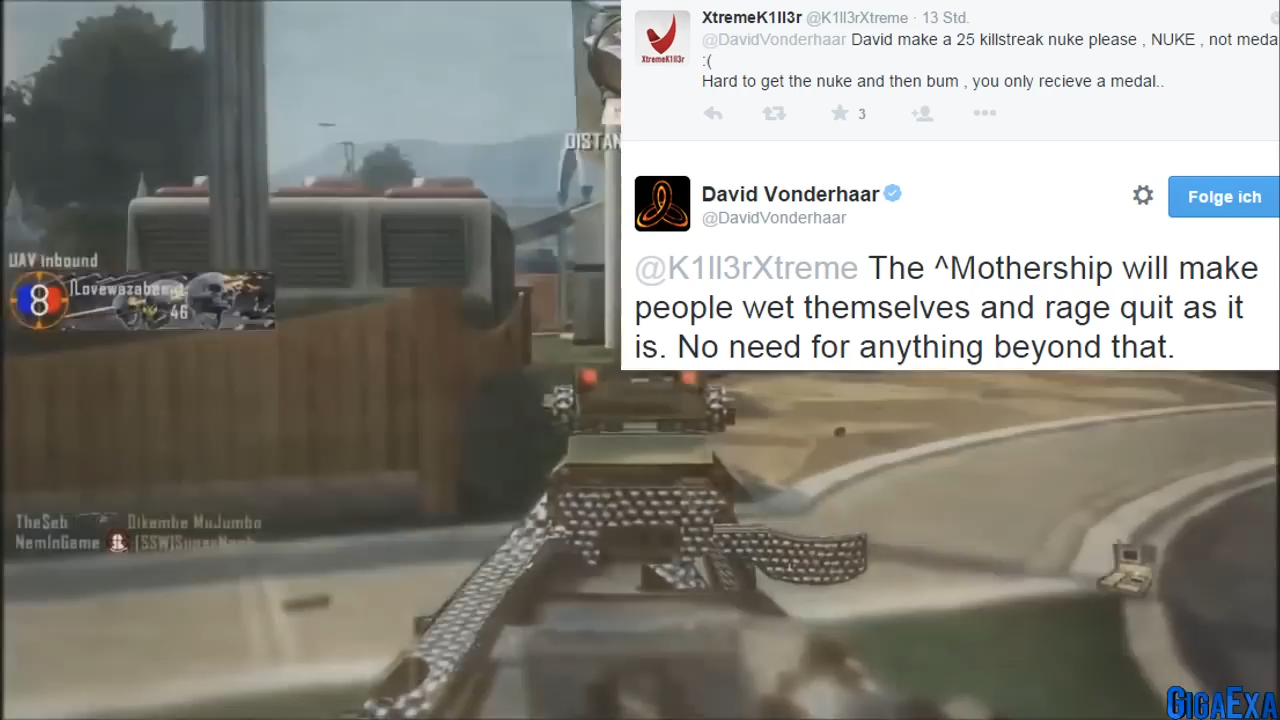 XtremeK1ll3r @K1ll3rXtreme · 13 Std.
@DavidVonderhaar David make a 25 killstreak nuke please , NUKE , not meda
:(
Hard to get the nuke and then bum , you only recieve a medal..
3
XtremeK1ll3r
David Vonderhaar
@DavidVonderhaar
Folge ich
@K1ll3rXtreme The ^Mothership will make
people wet themselves and rage quit as it
is. No need for anything beyond that.
DISTAN
UAV inbound
8
46
TheSeb Dikembe MuJumbo
NemInGame
GIGAEXA